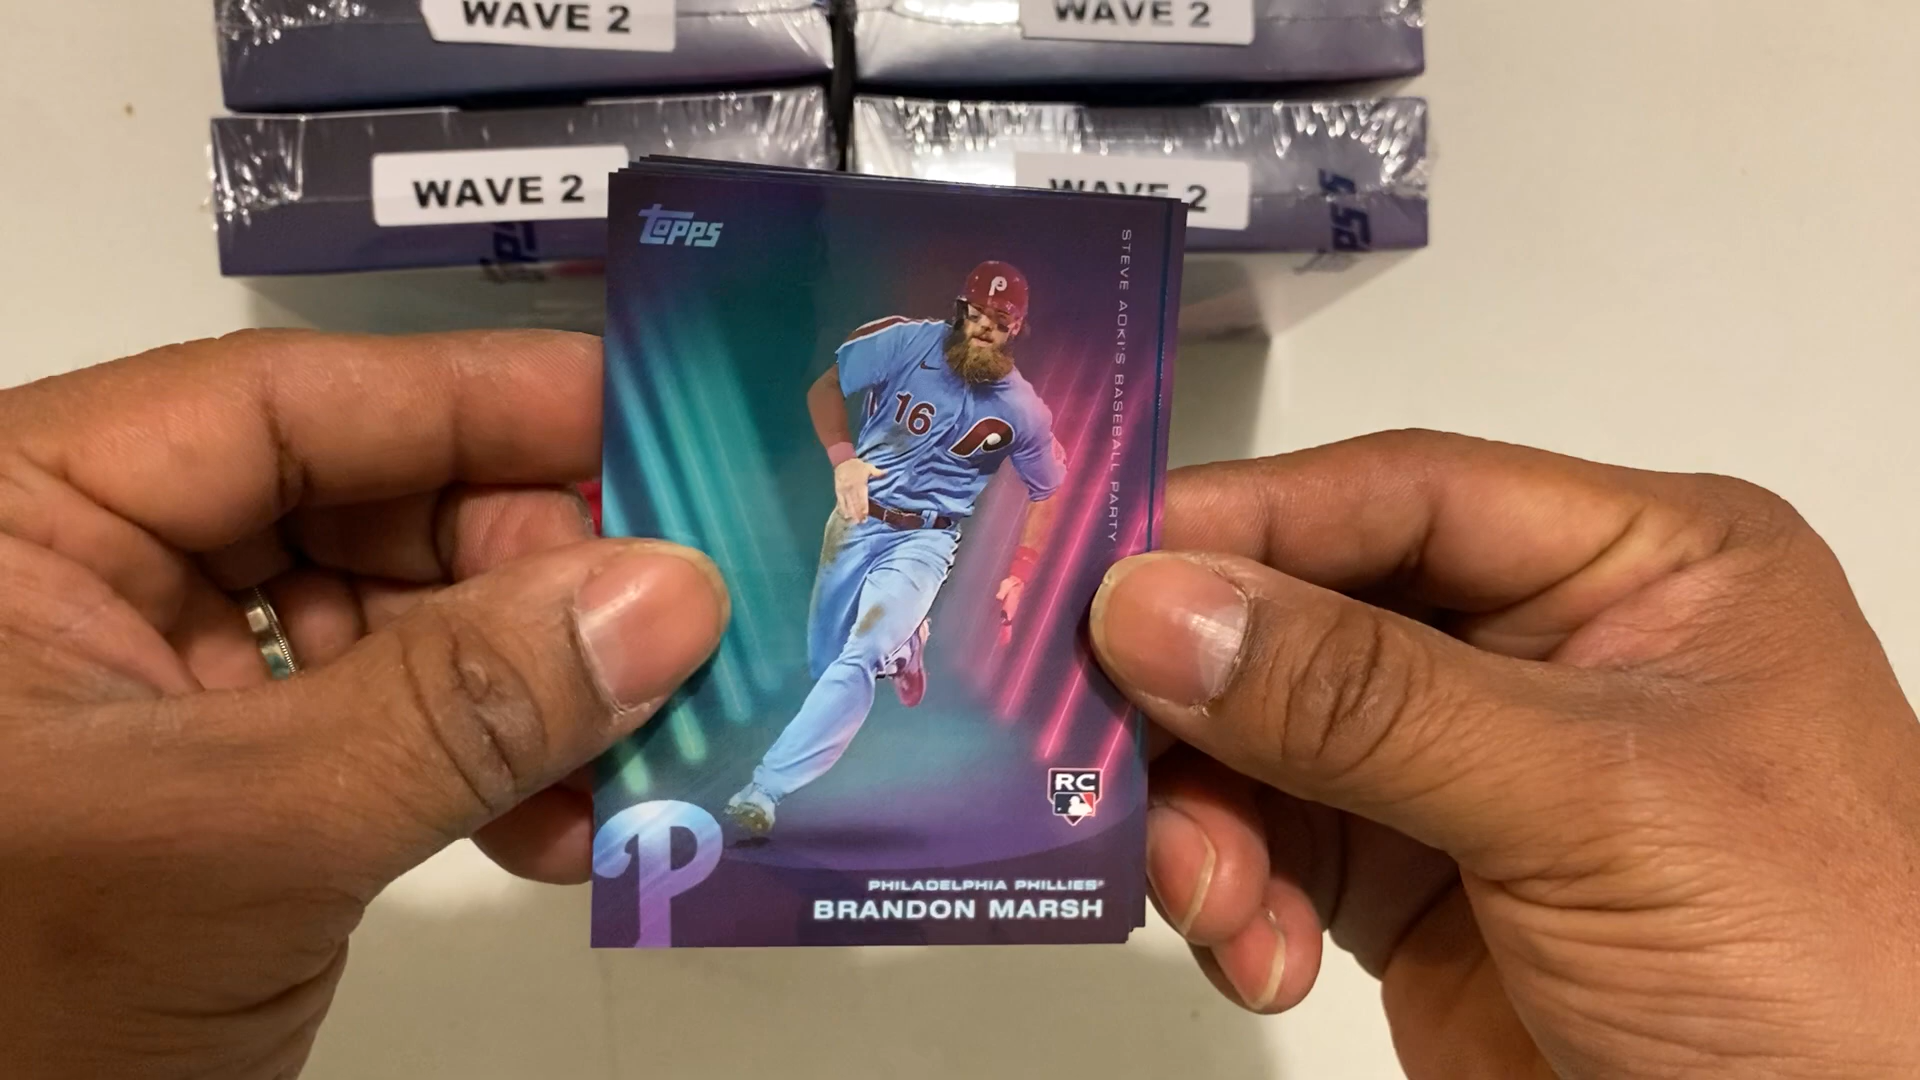 WAVE 2
WAVE 2
WAVE 2
WAVE 2
TOPPS
STEVE AOKI'S BASEBALL PARTY
P
16
P
RC
P
PHILADELPHIA PHILLIES®
BRANDON MARSH